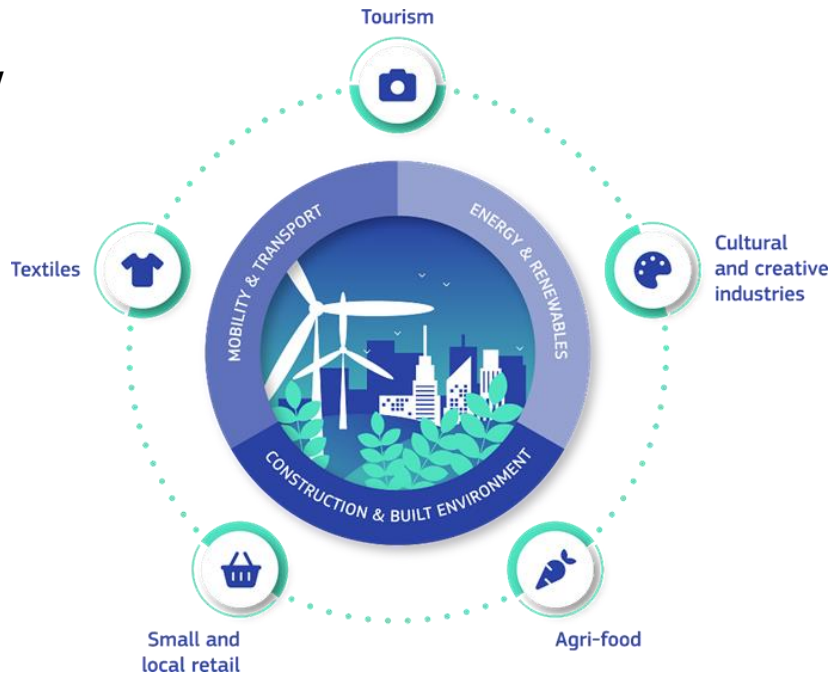 Tourism
MOBILITY & TRANSPORT
ENERGY & RENEWABLES
Textiles
Cultural
and creative
industries
CONSTRUCTION & BUILT ENVIRONMENT
Small and
local retail
Agri-food